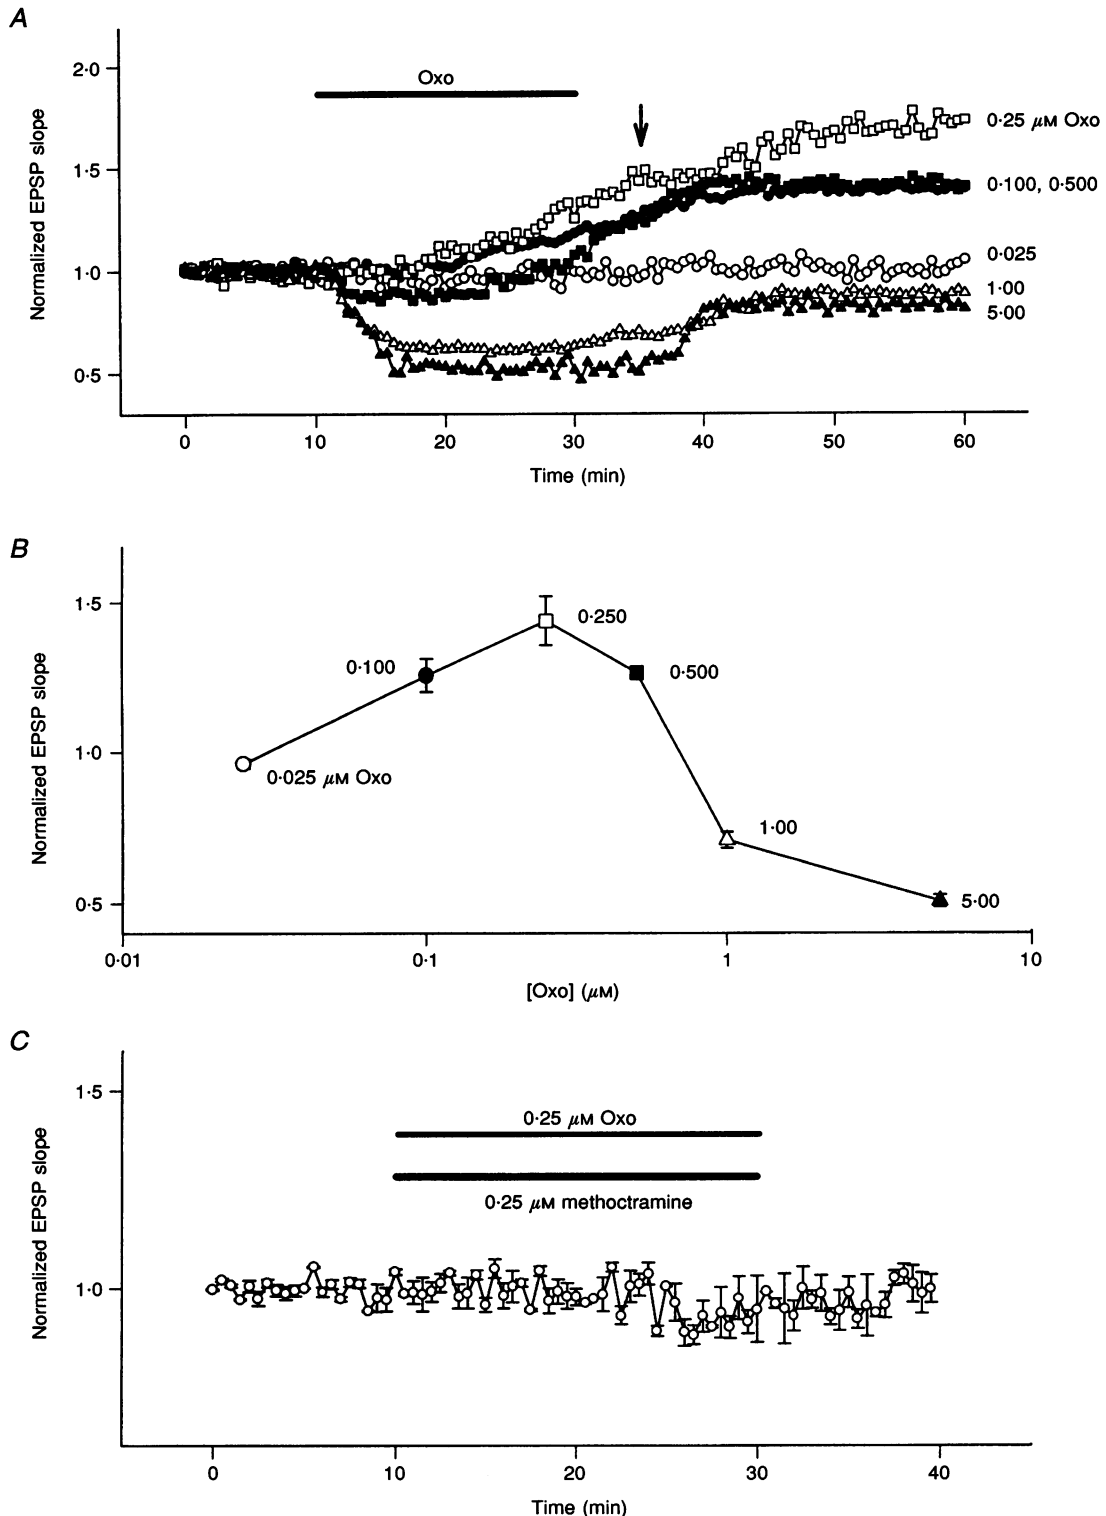 A
Normalized EPSP slope
2·0
1·5
1·0
0·5
Oxo
0·25 μM Oxo
0·100, 0·500
0·025
1·00
5·00
0 10 20 30 40 50 60
Time (min)
B
Normalized EPSP slope
1·5
1·0
0·5
0·250
0·100
0·500
0·025 μM Oxo
1·00
5·00
0·01 0·1 1 10
[Oxo] (μM)
C
Normalized EPSP slope
1·5
1·0
0·25 μM Oxo
0·25 μM methoctramine
0 10 20 30 40
Time (min)